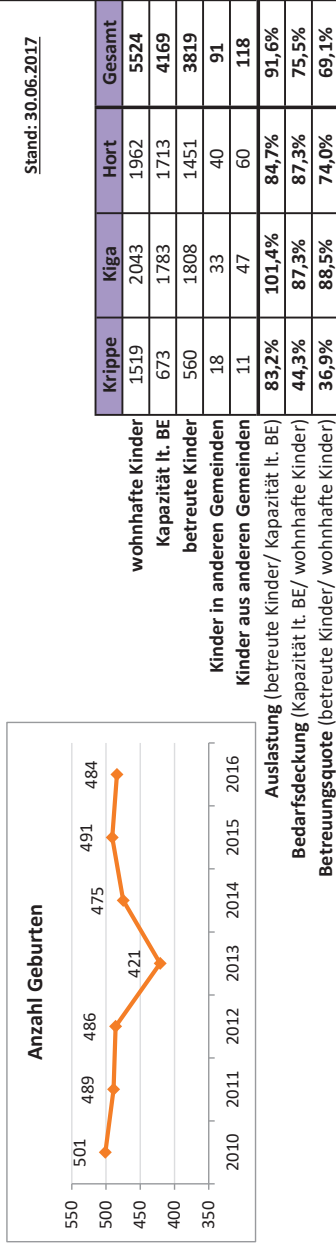 Anzahl Geburten
550
500
450
400
350
501
489
486
421
475
491
484
2010 2011 2012 2013 2014 2015 2016
Stand: 30.06.2017
Krippe Kiga Hort Gesamt
wohnhafte Kinder 1519 2043 1962 5524
Kapazität lt. BE 673 1783 1713 4169
betreute Kinder 560 1808 1451 3819
Kinder in anderen Gemeinden 18 33 40 91
Kinder aus anderen Gemeinden 11 47 60 118
Auslastung (betreute Kinder/ Kapazität lt. BE) 83,2% 101,4% 84,7% 91,6%
Bedarfsdeckung (Kapazität lt. BE/ wohnhafte Kinder) 44,3% 87,3% 87,3% 75,5%
Betreuungsquote (betreute Kinder/ wohnhafte Kinder) 36,9% 88,5% 74,0% 69,1%